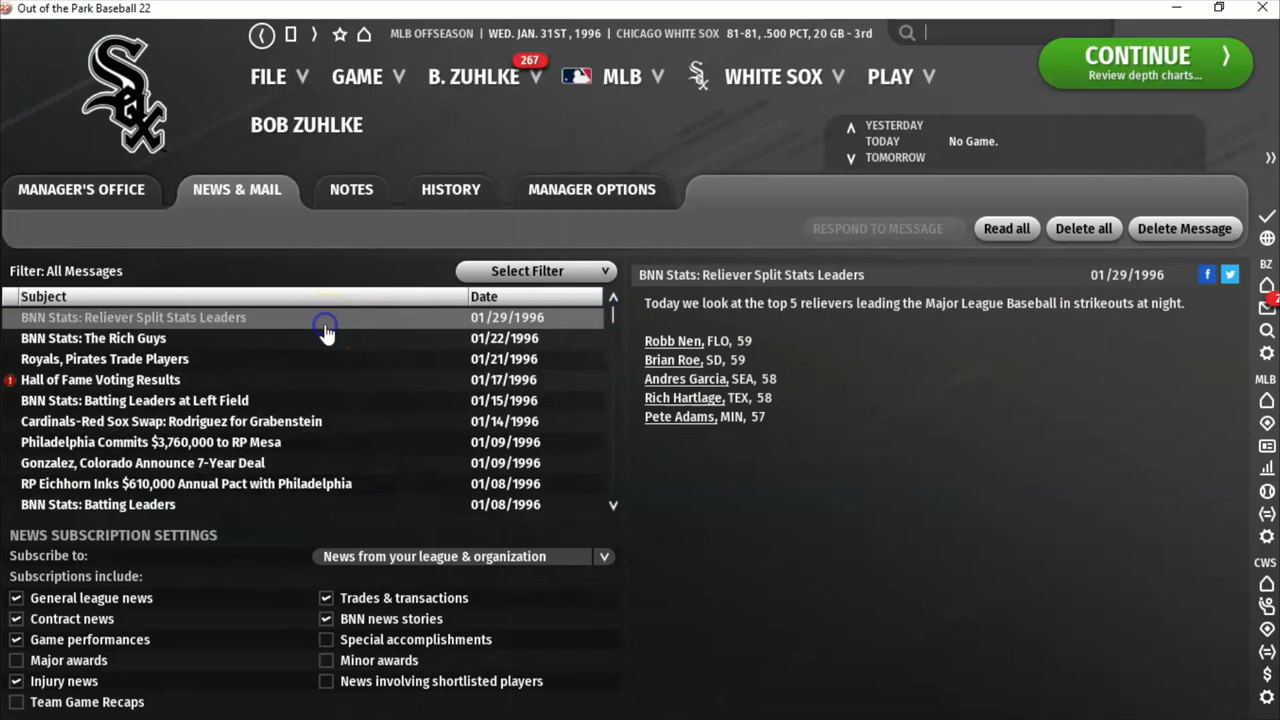 Out of the Park Baseball 22
MLB OFFSEASON | WED. JAN. 31ST, 1996 | CHICAGO WHITE SOX 81-81, .500 PCT, 20 GB - 3rd
CONTINUE
Review depth charts...
267
FILE GAME B. ZUHLKE MLB WHITE SOX PLAY
Sox
BOB ZUHLKE
YESTERDAY
TODAY No Game.
TOMORROW
MANAGER'S OFFICE NEWS & MAIL NOTES HISTORY MANAGER OPTIONS
RESPOND TO MESSAGE Read all Delete all Delete Message
Filter: All Messages Select Filter
Subject Date
BNN Stats: Reliever Split Stats Leaders 01/29/1996
BNN Stats: The Rich Guys 01/22/1996
Royals, Pirates Trade Players 01/21/1996
Hall of Fame Voting Results 01/17/1996
BNN Stats: Batting Leaders at Left Field 01/15/1996
Cardinals-Red Sox Swap: Rodriguez for Grabenstein 01/14/1996
Philadelphia Commits $3,760,000 to RP Mesa 01/09/1996
Gonzalez, Colorado Announce 7-Year Deal 01/09/1996
RP Eichhorn Inks $610,000 Annual Pact with Philadelphia 01/08/1996
BNN Stats: Batting Leaders 01/08/1996
BNN Stats: Reliever Split Stats Leaders 01/29/1996
Today we look at the top 5 relievers leading the Major League Baseball in strikeouts at night.
Robb Nen, FLO, 59
Brian Roe, SD, 59
Andres Garcia, SEA, 58
Rich Hartlage, TEX, 58
Pete Adams, MIN, 57
NEWS SUBSCRIPTION SETTINGS
Subscribe to: News from your league & organization
Subscriptions include:
General league news Trades & transactions
Contract news BNN news stories
Game performances Special accomplishments
Major awards Minor awards
Injury news News involving shortlisted players
Team Game Recaps
BZ
2
MLB
CWS